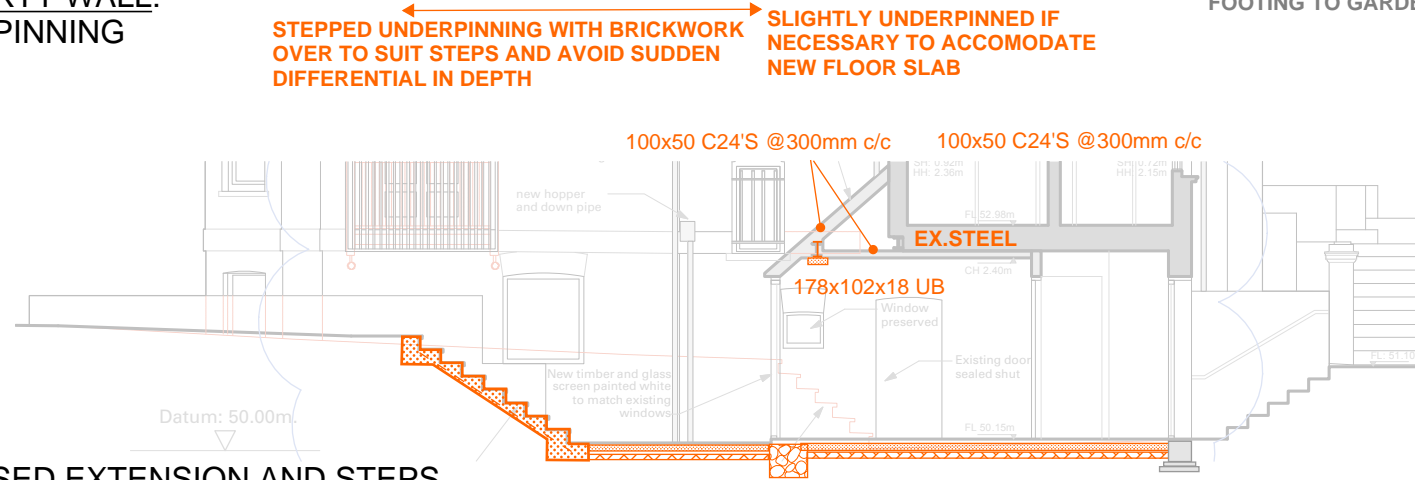 PINNING
STEPPED UNDERPINNING WITH BRICKWORK
OVER TO SUIT STEPS AND AVOID SUDDEN
DIFFERENTIAL IN DEPTH
SLIGHTLY UNDERPINNED IF
NECESSARY TO ACCOMODATE
NEW FLOOR SLAB
100x50 C24'S @300mm c/c
100x50 C24'S @300mm c/c
SH: 0.92m
HH: 2.36m
SH: 0.72m
HH: 2.15m
new hopper
and down pipe
FL 52.98m
EX.STEEL
CH 2.40m
178x102x18 UB
Window
preserved
Existing door
sealed shut
New timber and glass
screen painted white
to match existing
windows
FL: 51.10
Datum: 50.00m
FL 50.15m
SED EXTENSION AND STEPS